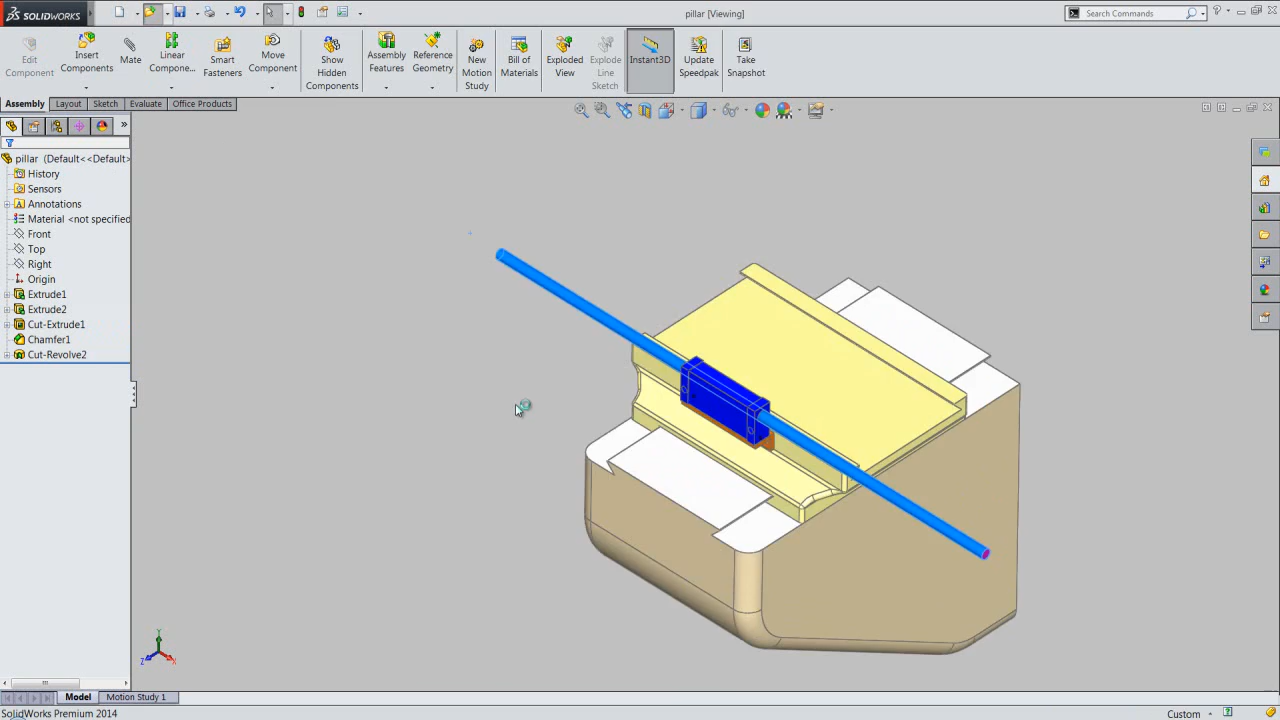 SOLIDWORKS
pillar [Viewing]
Search Commands
Edit Component
Insert Components
Mate
Linear Compone...
Smart Fasteners
Move Component
Show Hidden Components
Assembly Features
Reference Geometry
New Motion Study
Bill of Materials
Exploded View
Explode Line Sketch
Instant3D
Update Speedpak
Take Snapshot
Assembly
Layout
Sketch
Evaluate
Office Products
pillar (Default<<Default>
History
Sensors
Annotations
Material <not specified
Front
Top
Right
Origin
Extrude1
Extrude2
Cut-Extrude1
Chamfer1
Cut-Revolve2
Y
Z
X
Model
Motion Study 1
SolidWorks Premium 2014
Custom